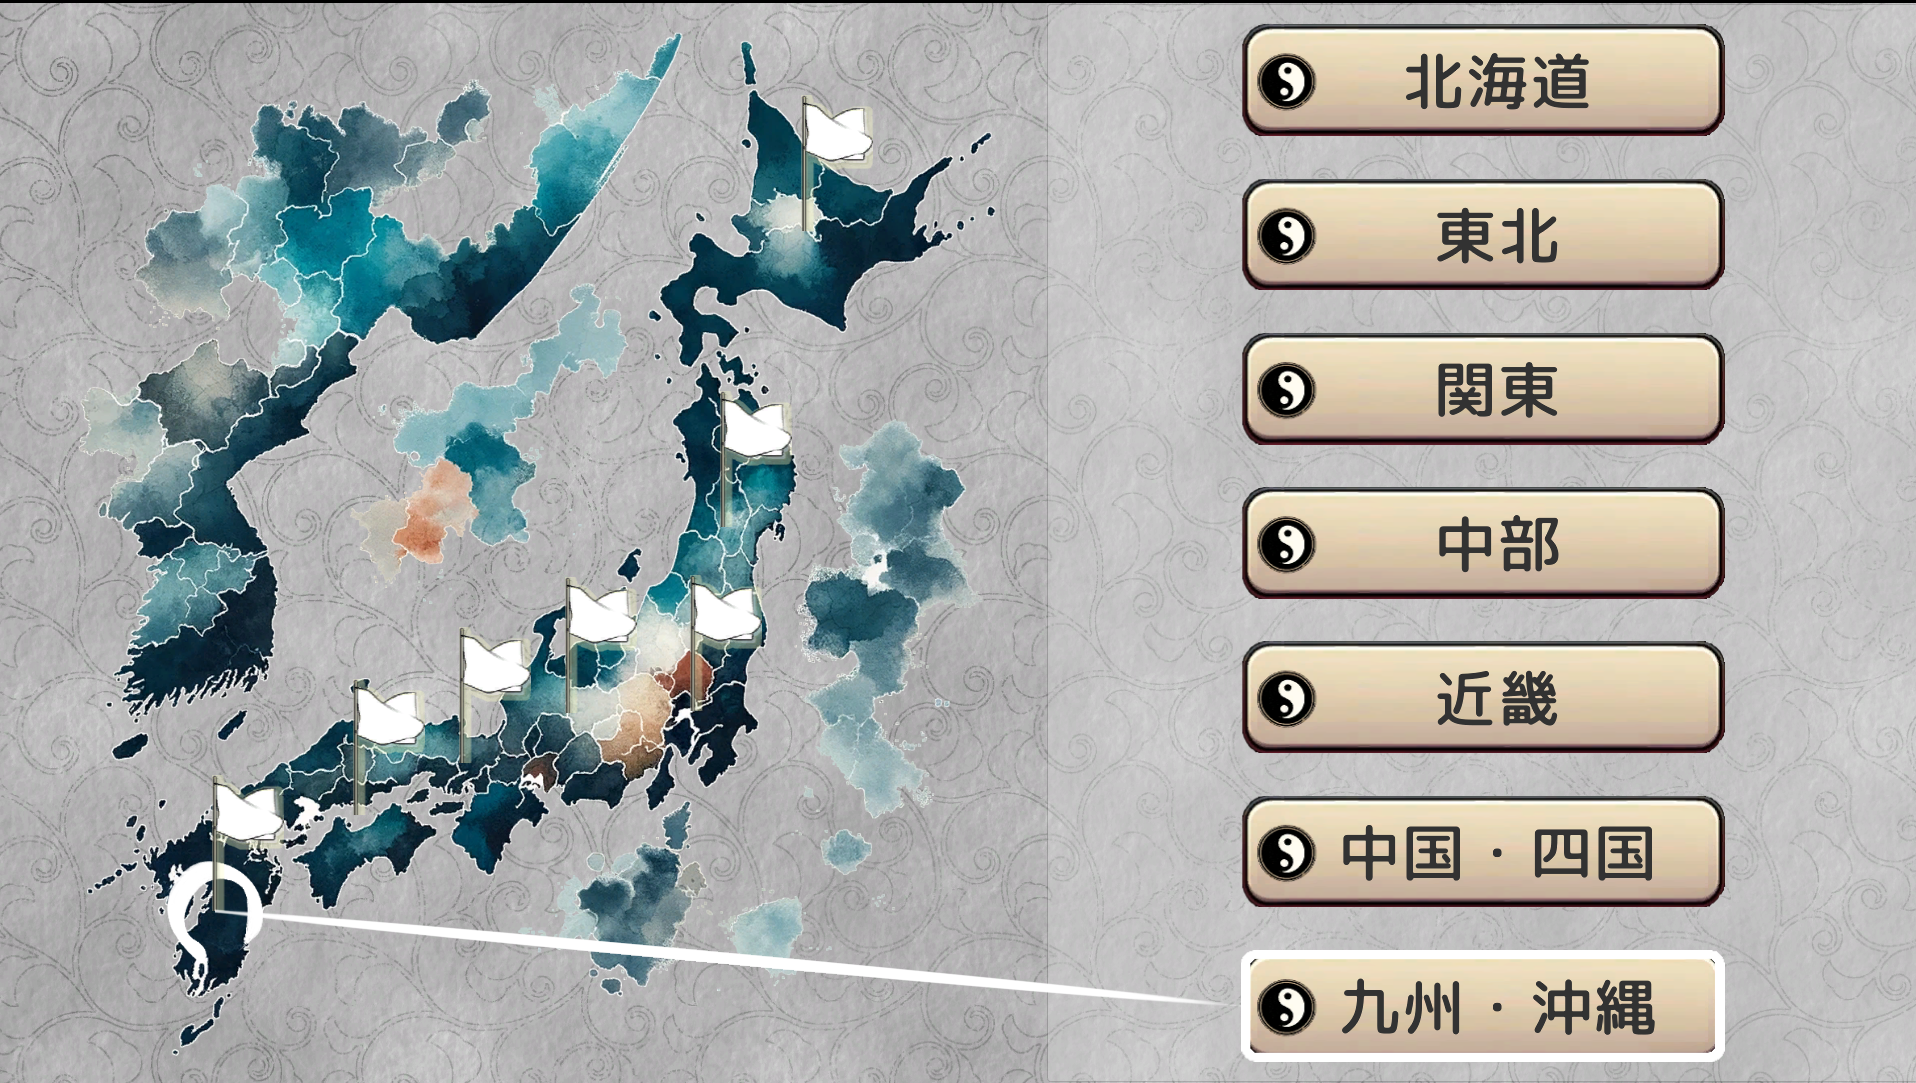 北海道
東北
関東
中部
近畿
中国・四国
九州・沖縄